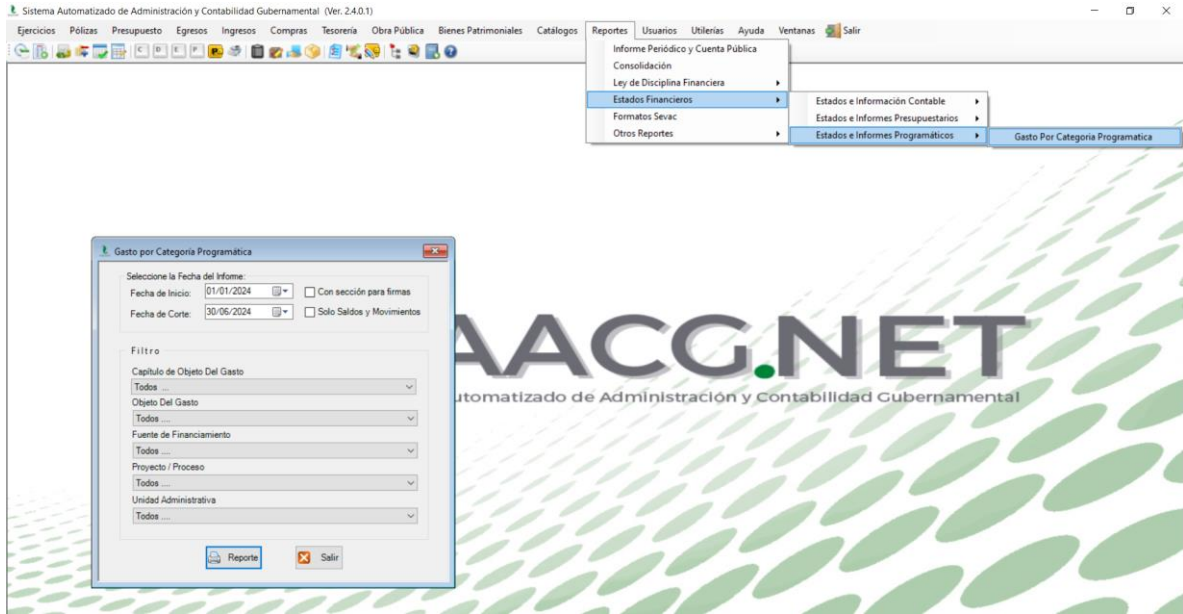 Sistema Automatizado de Administración y Contabilidad Gubernamental (Ver. 2.4.0.1)
Ejercicios Pólizas Presupuesto Egresos Ingresos Compras Tesorería Obra Pública Bienes Patrimoniales Catálogos Reportes Usuarios Utilerías Ayuda Ventanas Salir
C D E P P
Informe Periódico y Cuenta Pública
Consolidación
Ley de Disciplina Financiera
Estados Financieros
Formatos Sevac
Otros Reportes
Estados e Información Contable
Estados e Informes Presupuestarios
Estados e Informes Programáticos
Gasto Por Categoria Programatica
Gasto por Categoría Programática
Seleccione la Fecha del Informe:
Fecha de Inicio: 01/01/2024 Con sección para firmas
Fecha de Corte: 30/06/2024 Solo Saldos y Movimientos
Filtro
Capítulo de Objeto Del Gasto
Todos ...
Objeto Del Gasto
Todos ....
Fuente de Financiamiento
Todos ....
Proyecto / Proceso
Todos ....
Unidad Administrativa
Todos ....
Reporte Salir
AACG.NET
utomatizado de Administración y Contabilidad Gubernamental